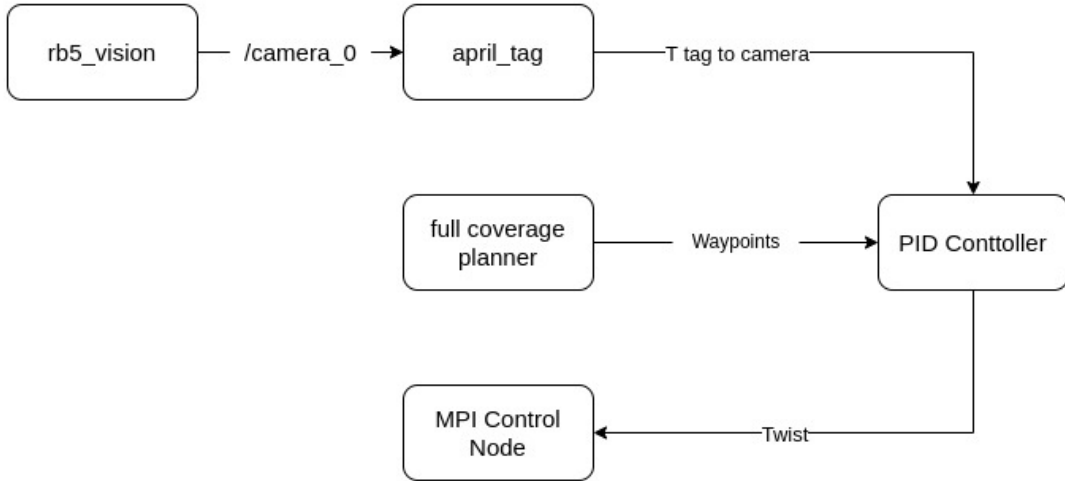 rb5_vision
/camera_0
april_tag
T tag to camera
full coverage
planner
Waypoints
PID Conttoller
MPI Control
Node
Twist